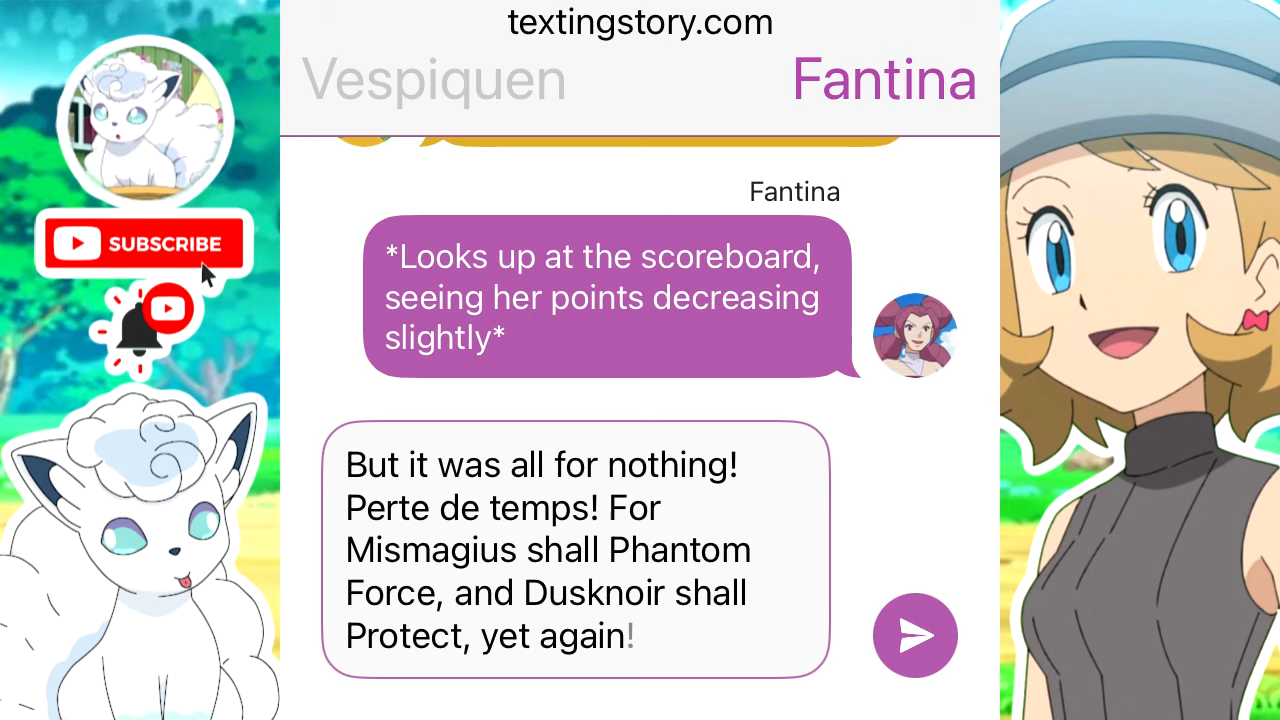 textingstory.com
Vespiquen
Fantina
Fantina
*Looks up at the scoreboard,
seeing her points decreasing
slightly*
SUBSCRIBE
But it was all for nothing!
Perte de temps! For
Mismagius shall Phantom
Force, and Dusknoir shall
Protect, yet again!